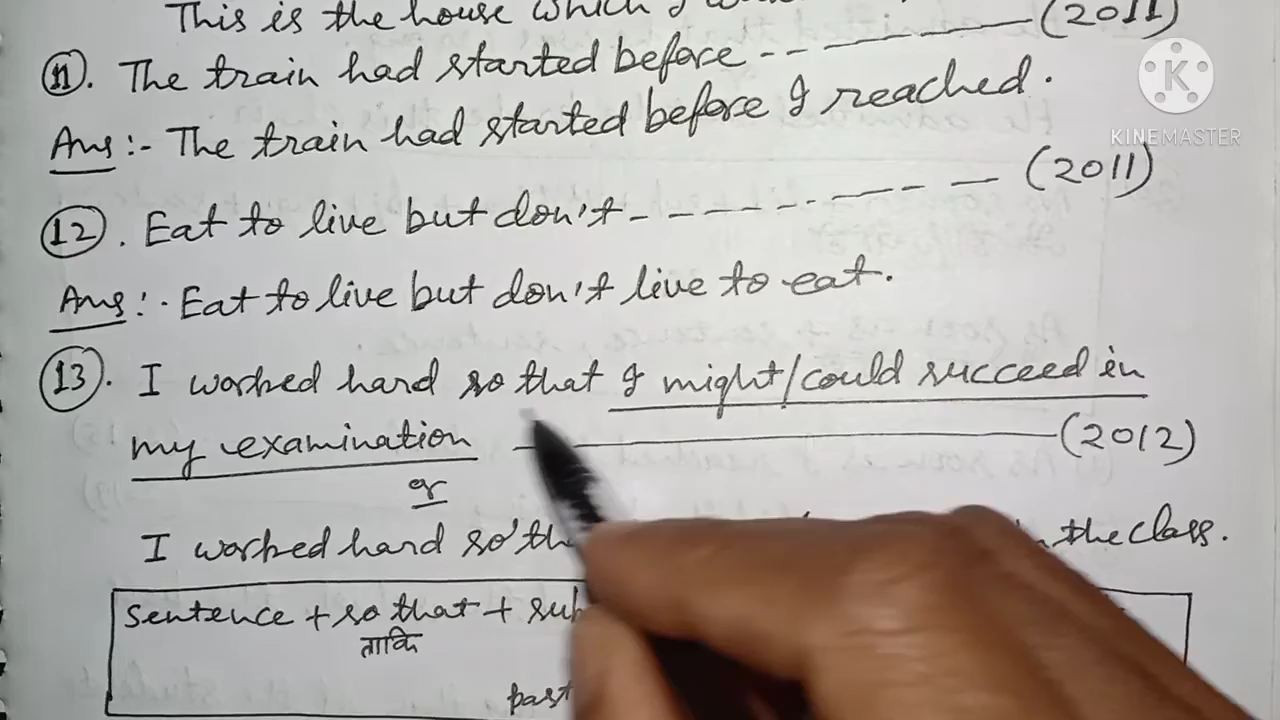 This is the house which I
(11). The train had started before -- ———— (2011)
Ans :- The train had started before I reached.
(12). Eat to live but don't - - - - - - — — (2011)
Ans :- Eat to live but don't live to eat.
(13). I worked hard so that I might/could succeed in
my examination ———— (2012)
or
I worked hard so th the class.
Sentence + so that + sub
ताकि
past
K
KINEMASTER